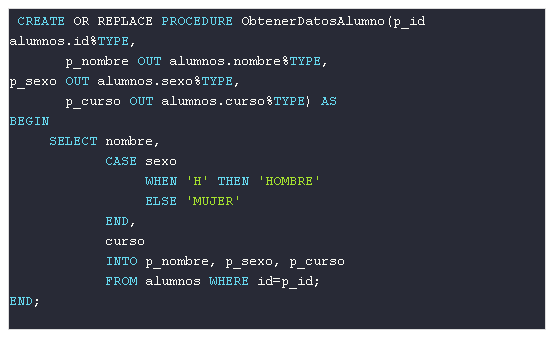 CREATE OR REPLACE PROCEDURE ObtenerDatosAlumno(p_id
alumnos.id%TYPE,
p_nombre OUT alumnos.nombre%TYPE,
p_sexo OUT alumnos.sexo%TYPE,
p_curso OUT alumnos.curso%TYPE) AS
BEGIN
SELECT nombre,
CASE sexo
WHEN 'H' THEN 'HOMBRE'
ELSE 'MUJER'
END,
curso
INTO p_nombre, p_sexo, p_curso
FROM alumnos WHERE id=p_id;
END;